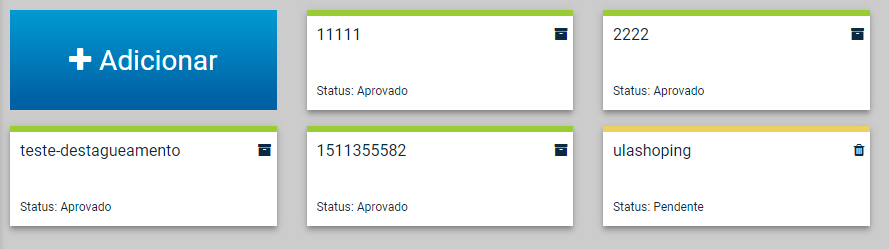 Adicionar
11111
Status: Aprovado
2222
Status: Aprovado
teste-destagueamento
Status: Aprovado
1511355582
Status: Aprovado
ulashoping
Status: Pendente